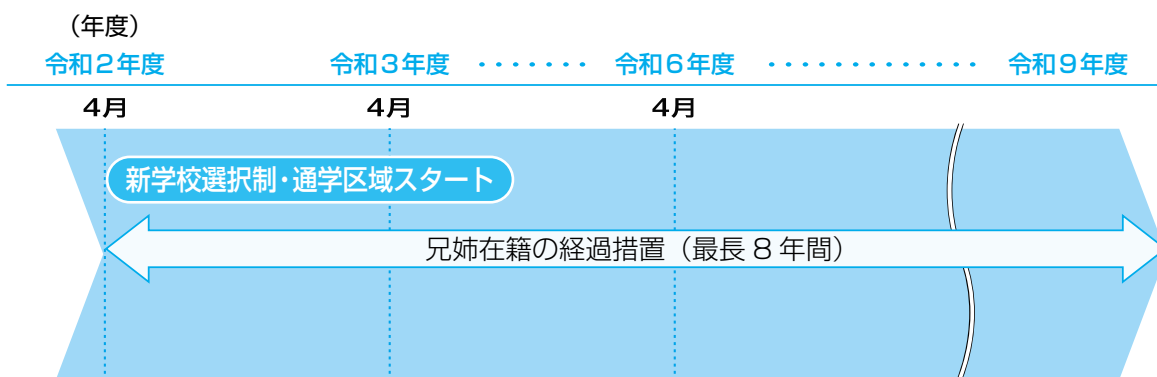 （年度）
令和2年度 令和3年度 ・・・・・・・ 令和6年度 ・・・・・・・・・・・・・ 令和9年度
4月 4月 4月
新学校選択制・通学区域スタート
兄姉在籍の経過措置（最長 8 年間）